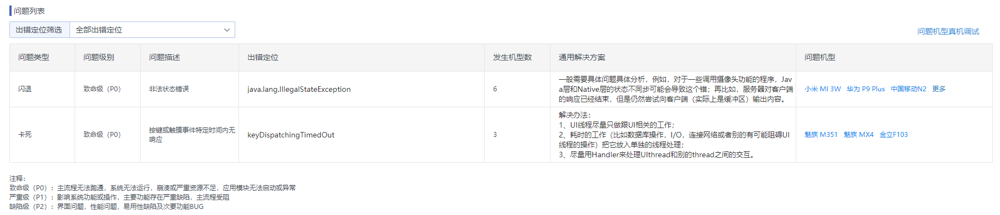 问题列表
出错定位筛选 全部出错定位
问题机型真机调试
问题类型 问题级别 问题描述 出错定位 发生机型数 通用解决方案 问题机型
闪退 致命级（P0） 非法状态错误 java.lang.IllegalStateException 6
一般需要具体问题具体分析，例如，对于一些调用摄像头功能的程序，Jav
a层和Native层的状态不同步可能会导致这个错；再比如，服务器对客户端
的响应已经结束，但是仍然尝试向客户端（实际上是缓冲区）输出内容。
小米 MI 3W 华为 P9 Plus 中国移动N2 更多
卡死 致命级（P0）
按键或触摸事件特定时间内无
响应
keyDispatchingTimedOut 3
解决办法：
1、UI线程尽量只做跟UI相关的工作；
2、耗时的工作（比如数据库操作，I/O，连接网络或者别的有可能阻碍UI
线程的操作）把它放入单独的线程处理；
3、尽量用Handler来处理UIthread和别的thread之间的交互。
魅族 M351 魅族 MX4 金立F103
注释：
致命级（P0）：主流程无法跑通，系统无法运行，崩溃或严重资源不足，应用模块无法启动或异常
严重级（P1）：影响系统功能或操作，主要功能存在严重缺陷，主流程受阻
缺陷级（P2）：界面问题，性能问题，易用性缺陷及次要功能BUG